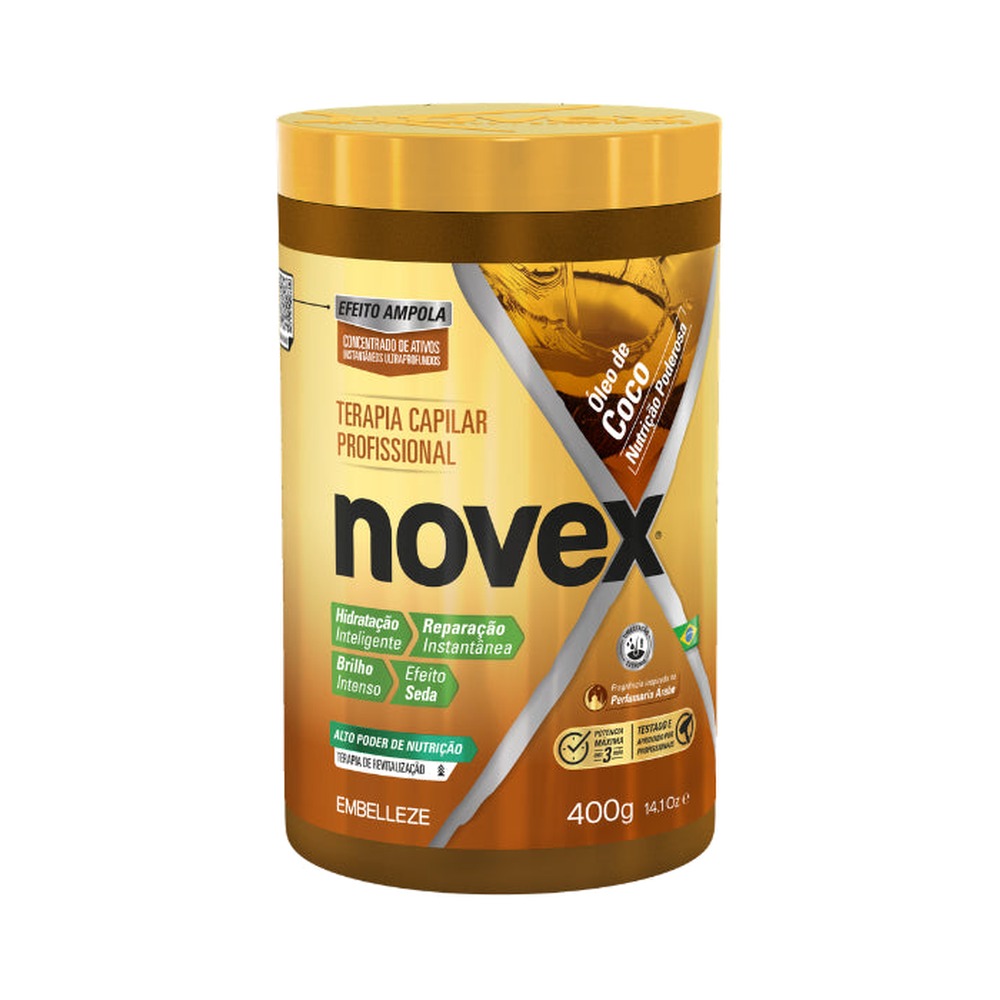 EFEITO AMPOLA
CONCENTRADO DE ATIVOS
INSTANTÂNEOS ULTRAPROFUNDOS
TERAPIA CAPILAR
PROFISSIONAL
Óleo de
Coco
Nutrição Poderosa
novex®
Hidratação
Inteligente
Reparação
Instantânea
Brilho
Intenso
Efeito
Seda
Fragrância inspirada na
Perfumaria Árabe
ALTO PODER DE NUTRIÇÃO
TERAPIA DE REVITALIZAÇÃO
POTÊNCIA
MÁXIMA
3
TESTADO E
APROVADO POR
PROFISSIONAIS
EMBELLEZE
400g 14.1 Oz ℮